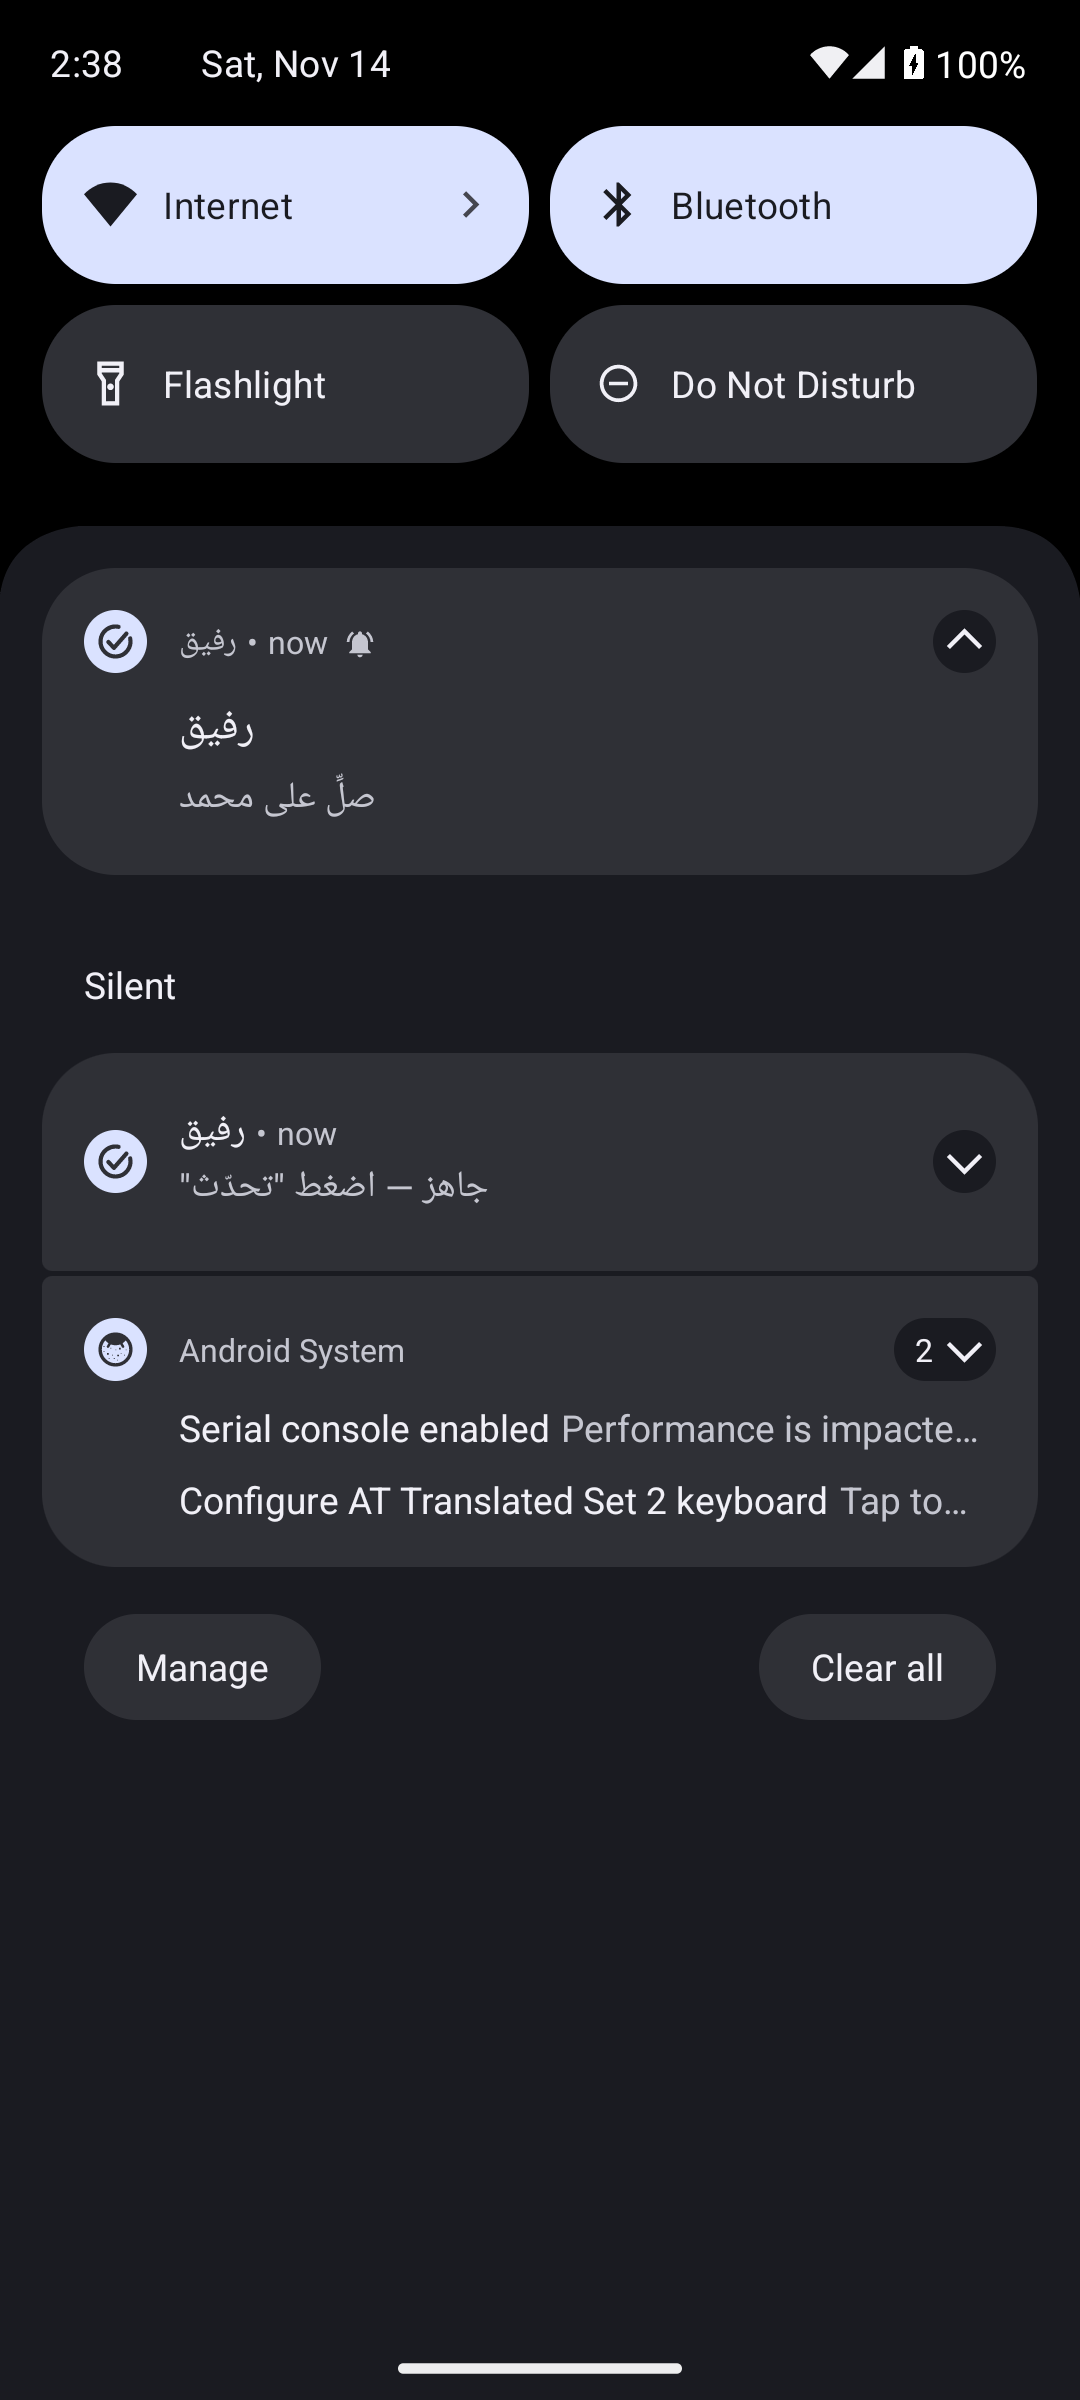 2:38 Sat, Nov 14 100%
Internet
Bluetooth
Flashlight
Do Not Disturb
رفيق • now
رفيق
صلِّ على محمد
Silent
رفيق • now
جاهز — اضغط "تحدّث"
Android System 2
Serial console enabled Performance is impacte…
Configure AT Translated Set 2 keyboard Tap to…
Manage
Clear all